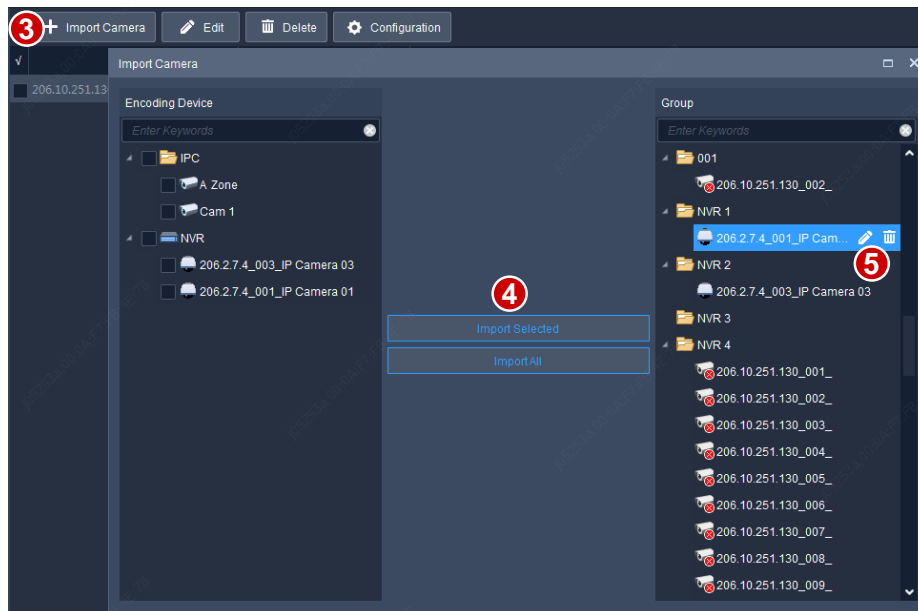 3 Import Camera Edit Delete Configuration
√
206.10.251.13
Import Camera
Encoding Device
Enter Keywords
IPC
A Zone
Cam 1
NVR
206.2.7.4_003_IP Camera 03
206.2.7.4_001_IP Camera 01
4
Import Selected
Import All
Group
Enter Keywords
001
206.10.251.130_002_
NVR 1
206.2.7.4_001_IP Cam...
5
NVR 2
206.2.7.4_003_IP Camera 03
NVR 3
NVR 4
206.10.251.130_001_
206.10.251.130_002_
206.10.251.130_003_
206.10.251.130_004_
206.10.251.130_005_
206.10.251.130_006_
206.10.251.130_007_
206.10.251.130_008_
206.10.251.130_009_